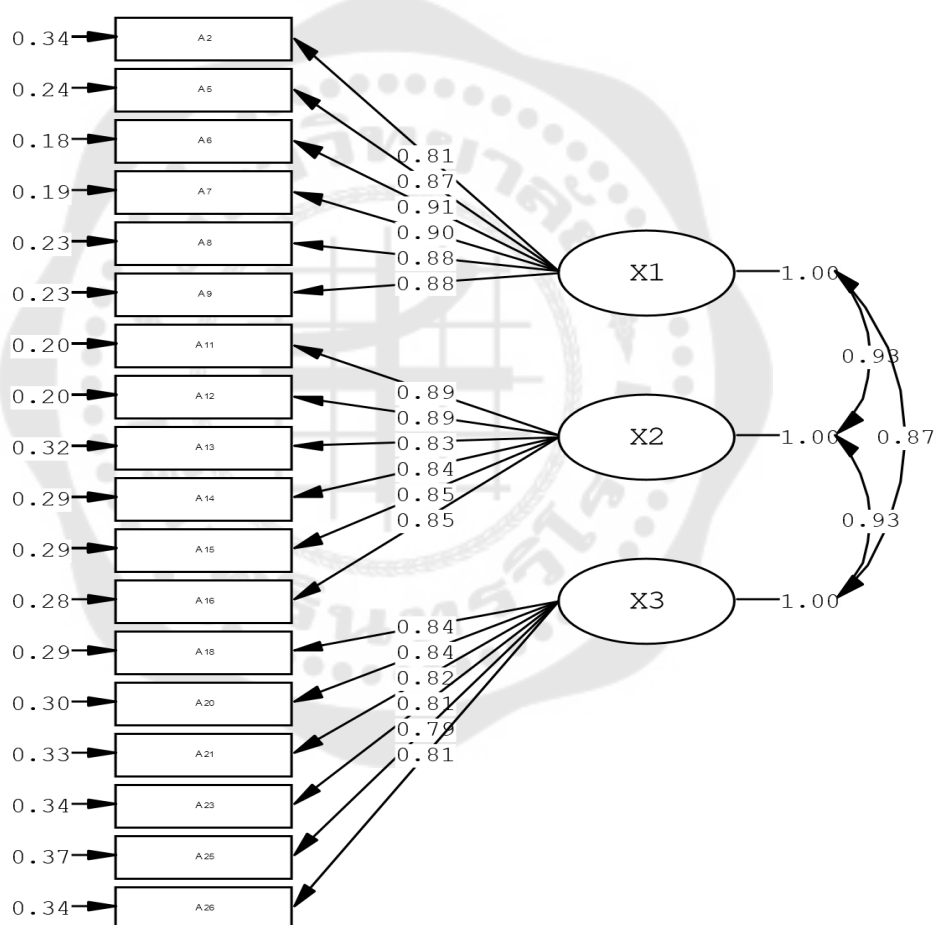 0.34 A2
0.24 A5
0.18 A6
0.81
0.87
0.19 A7
0.91
0.90
0.23 A8
0.88
0.23 A9
0.88
X1 1.00
0.20 A11
0.93
0.20 A12
0.89
0.89
0.32 A13
0.83
X2 1.00 0.87
0.84
0.29 A14
0.85
0.85
0.93
0.29 A15
0.28 A16
X3 1.00
0.84
0.29 A18
0.84
0.82
0.30 A20
0.81
0.79
0.33 A21
0.81
0.34 A23
0.37 A25
0.34 A26